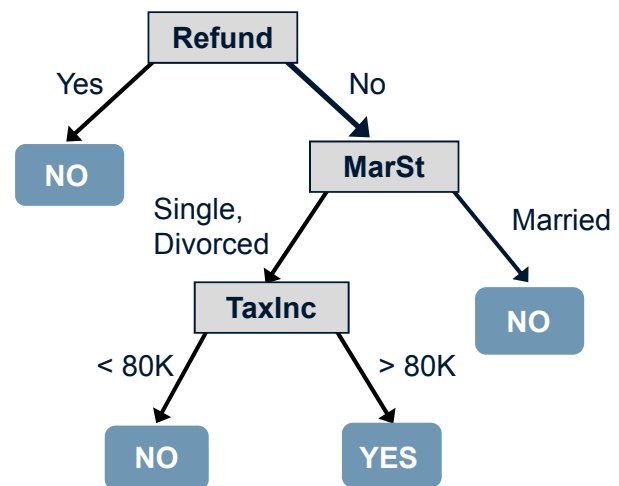 Refund
Yes
No
NO
MarSt
Single,
Divorced
Married
TaxInc
NO
< 80K
> 80K
NO
YES